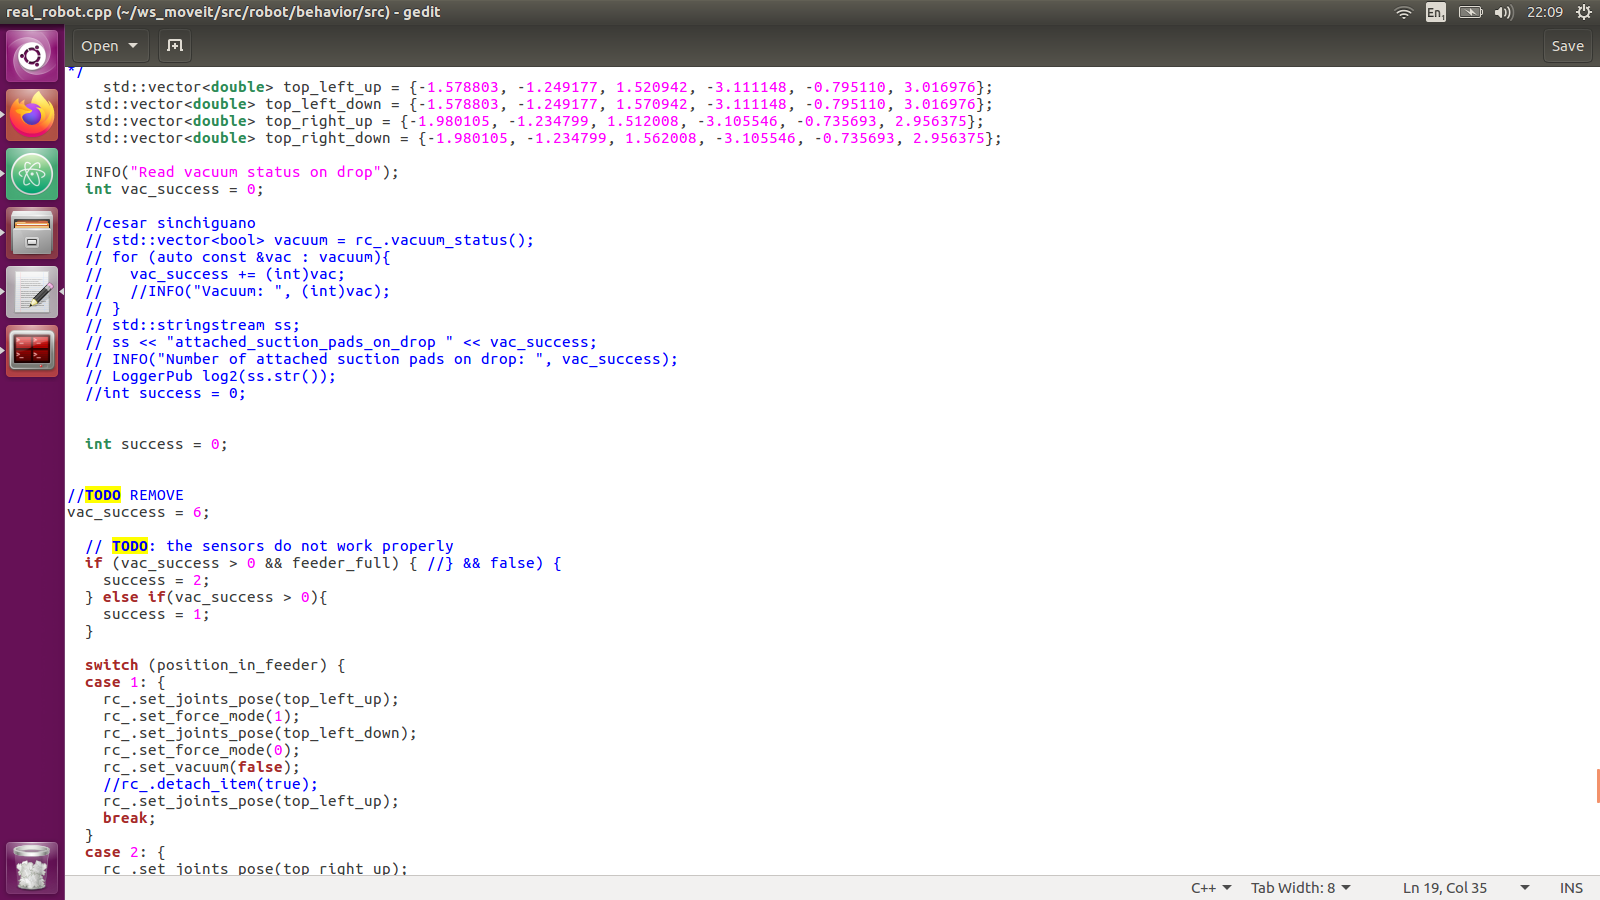 real_robot.cpp (~/ws_moveit/src/robot/behavior/src) - gedit
En1
22:09
Open
Save
*/
    std::vector<double> top_left_up = {-1.578803, -1.249177, 1.520942, -3.111148, -0.795110, 3.016976};
  std::vector<double> top_left_down = {-1.578803, -1.249177, 1.570942, -3.111148, -0.795110, 3.016976};
  std::vector<double> top_right_up = {-1.980105, -1.234799, 1.512008, -3.105546, -0.735693, 2.956375};
  std::vector<double> top_right_down = {-1.980105, -1.234799, 1.562008, -3.105546, -0.735693, 2.956375};
  INFO("Read vacuum status on drop");
  int vac_success = 0;
  //cesar sinchiguano
  // std::vector<bool> vacuum = rc_.vacuum_status();
  // for (auto const &vac : vacuum){
  //   vac_success += (int)vac;
  //   //INFO("Vacuum: ", (int)vac);
  // }
  // std::stringstream ss;
  // ss << "attached_suction_pads_on_drop " << vac_success;
  // INFO("Number of attached suction pads on drop: ", vac_success);
  // LoggerPub log2(ss.str());
  //int success = 0;
  int success = 0;
//TODO REMOVE
vac_success = 6;
  // TODO: the sensors do not work properly
  if (vac_success > 0 && feeder_full) { //} && false) {
    success = 2;
  } else if(vac_success > 0){
    success = 1;
  }
  switch (position_in_feeder) {
  case 1: {
    rc_.set_joints_pose(top_left_up);
    rc_.set_force_mode(1);
    rc_.set_joints_pose(top_left_down);
    rc_.set_force_mode(0);
    rc_.set_vacuum(false);
    //rc_.detach_item(true);
    rc_.set_joints_pose(top_left_up);
    break;
  }
  case 2: {
    rc_.set_joints_pose(top_right_up);
C++
Tab Width: 8
Ln 19, Col 35
INS